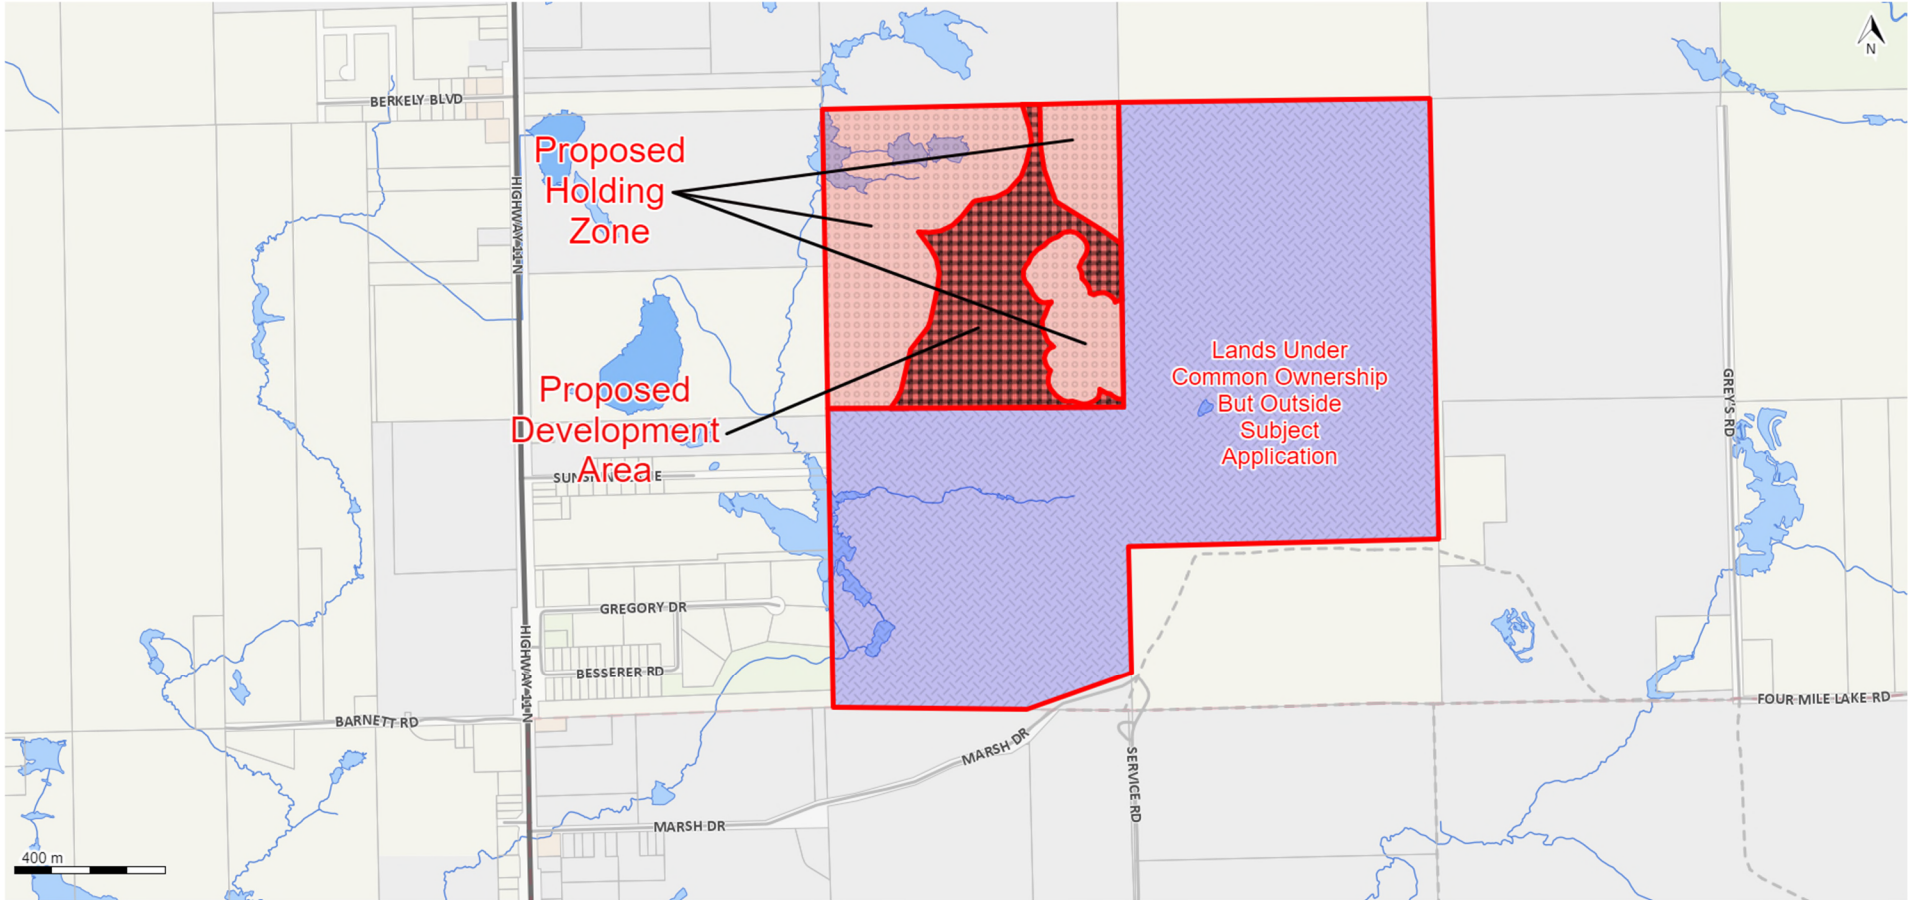 N
BERKELY BLVD
Proposed
Holding
Zone
HIGHWAY 11 N
Lands Under
Common Ownership
But Outside
Subject
Application
GREY'S RD
Proposed
Development
Area
GREGORY DR
BESSERER RD
HIGHWAY 11 N
BARNETT RD
FOUR MILE LAKE RD
MARSH DR
SERVICE RD
MARSH DR
400 m